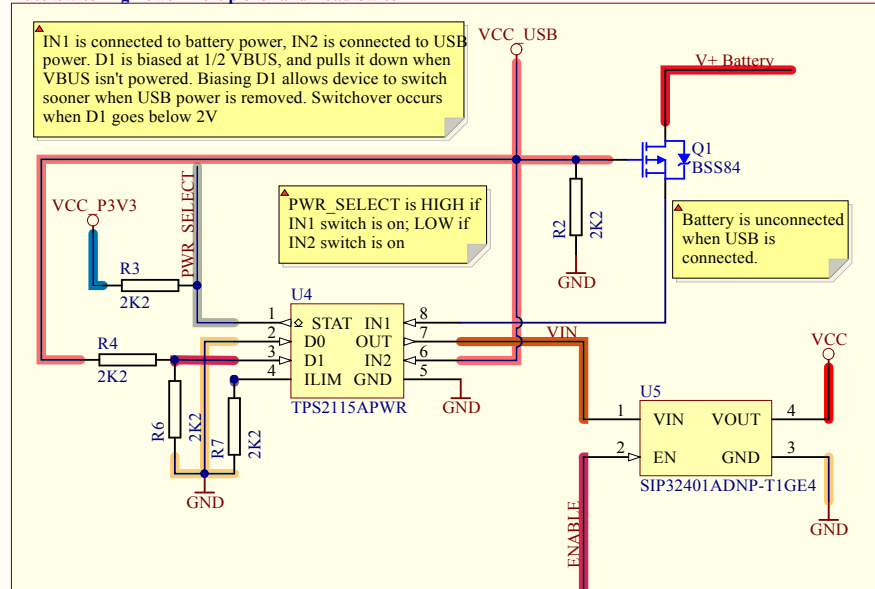 IN1 is connected to battery power, IN2 is connected to USB
power. D1 is biased at 1/2 VBUS, and pulls it down when
VBUS isn't powered. Biasing D1 allows device to switch
sooner when USB power is removed. Switchover occurs
when D1 goes below 2V
VCC_USB
V+ Battery
Q1
BSS84
VCC_P3V3
PWR_SELECT
PWR_SELECT is HIGH if
IN1 switch is on; LOW if
IN2 switch is on
R2
2K2
GND
Battery is unconnected
when USB is
connected.
R3
2K2
U4
1 STAT IN1 8
2 D0 OUT 7
3 D1 IN2 6
4 ILIM GND 5
TPS2115APWR
VIN
GND
R4
2K2
R6
2K2
R7
2K2
GND
VCC
U5
1 VIN VOUT 4
2 EN GND 3
SIP32401ADNP-T1GE4
ENABLE
GND